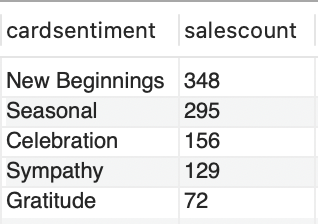 cardsentiment salescount
New Beginnings 348
Seasonal 295
Celebration 156
Sympathy 129
Gratitude 72